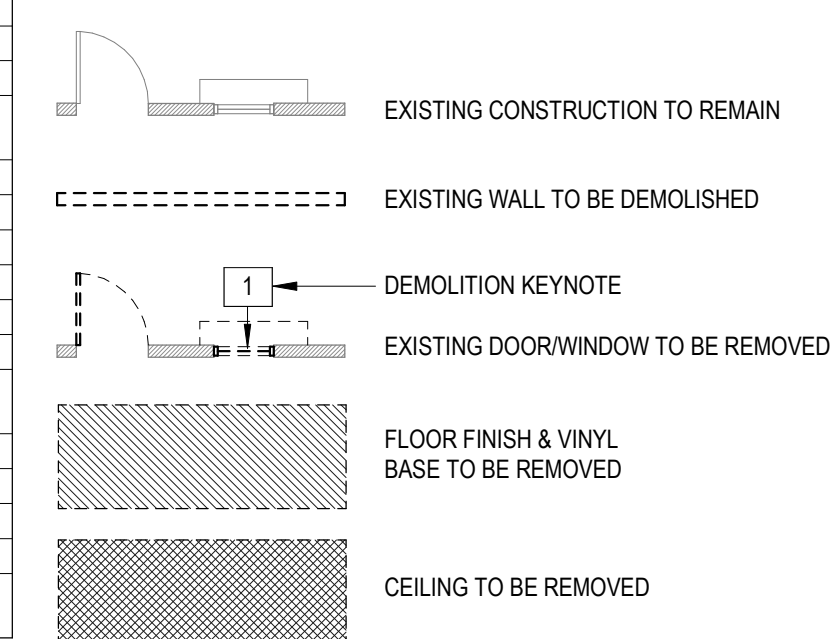 EXISTING CONSTRUCTION TO REMAIN
EXISTING WALL TO BE DEMOLISHED
1
DEMOLITION KEYNOTE
EXISTING DOOR/WINDOW TO BE REMOVED
FLOOR FINISH & VINYL
BASE TO BE REMOVED
CEILING TO BE REMOVED